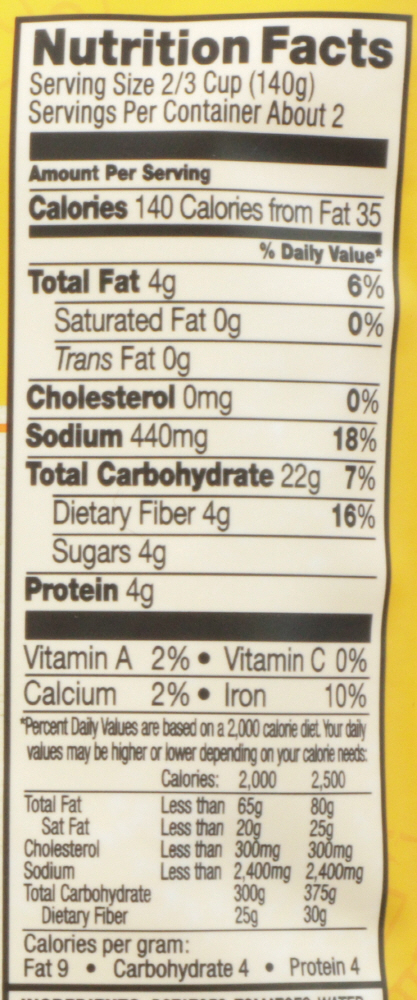 Nutrition Facts
Serving Size 2/3 Cup (140g)
Servings Per Container About 2
Amount Per Serving
Calories 140 Calories from Fat 35
% Daily Value*
Total Fat 4g 6%
Saturated Fat 0g 0%
Trans Fat 0g
Cholesterol 0mg 0%
Sodium 440mg 18%
Total Carbohydrate 22g 7%
Dietary Fiber 4g 16%
Sugars 4g
Protein 4g
Vitamin A 2% • Vitamin C 0%
Calcium 2% • Iron 10%
*Percent Daily Values are based on a 2,000 calorie diet. Your daily
values may be higher or lower depending on your calorie needs:
Calories: 2,000 2,500
Total Fat Less than 65g 80g
Sat Fat Less than 20g 25g
Cholesterol Less than 300mg 300mg
Sodium Less than 2,400mg 2,400mg
Total Carbohydrate 300g 375g
Dietary Fiber 25g 30g
Calories per gram:
Fat 9 • Carbohydrate 4 • Protein 4